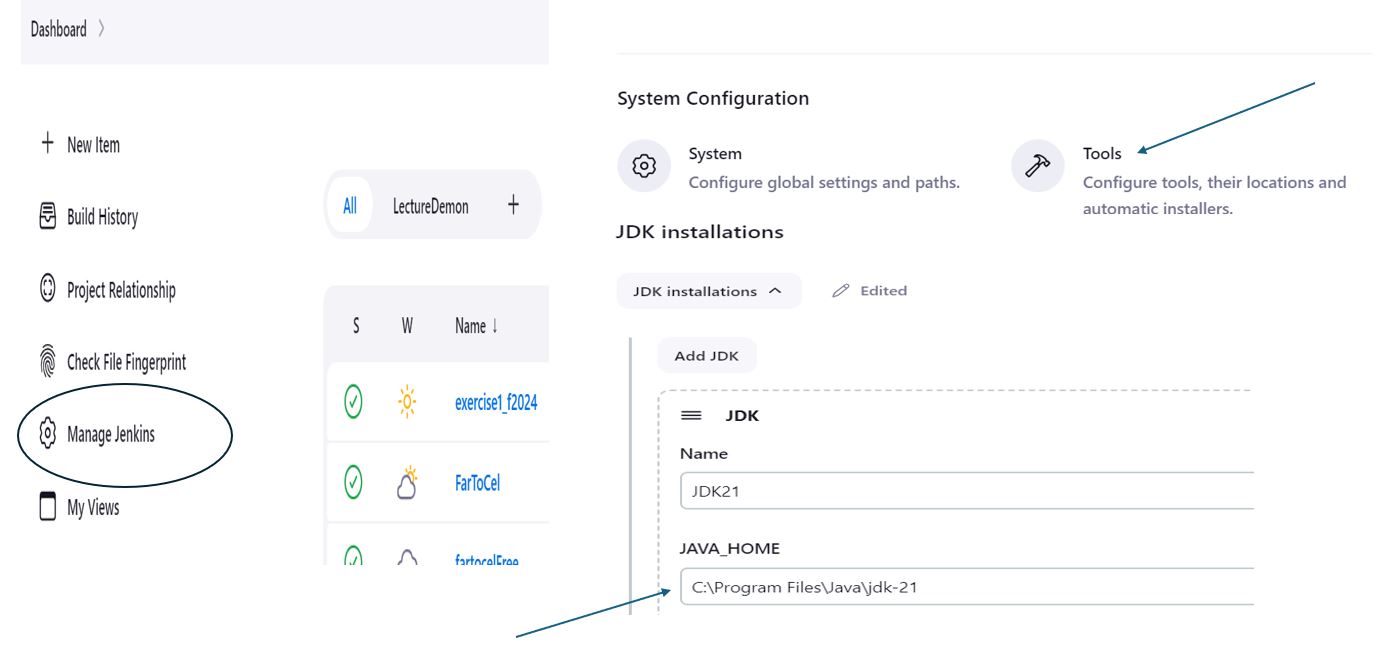 Dashboard
New Item
Build History
Project Relationship
Check File Fingerprint
Manage Jenkins
My Views
All LectureDemon +
S W Name ↓
exercise1_f2024
FarToCel
fartocelFree
System Configuration
System
Configure global settings and paths.
Tools
Configure tools, their locations and
automatic installers.
JDK installations
JDK installations Edited
Add JDK
JDK
Name
JDK21
JAVA_HOME
C:\Program Files\Java\jdk-21